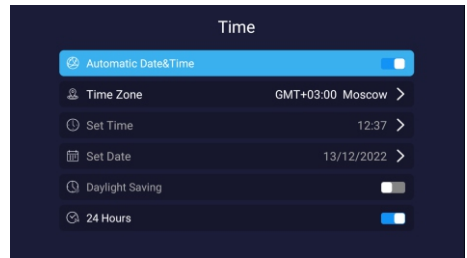 Time
Automatic Date&Time
Time Zone GMT+03:00 Moscow
Set Time 12:37
Set Date 13/12/2022
Daylight Saving
24 Hours